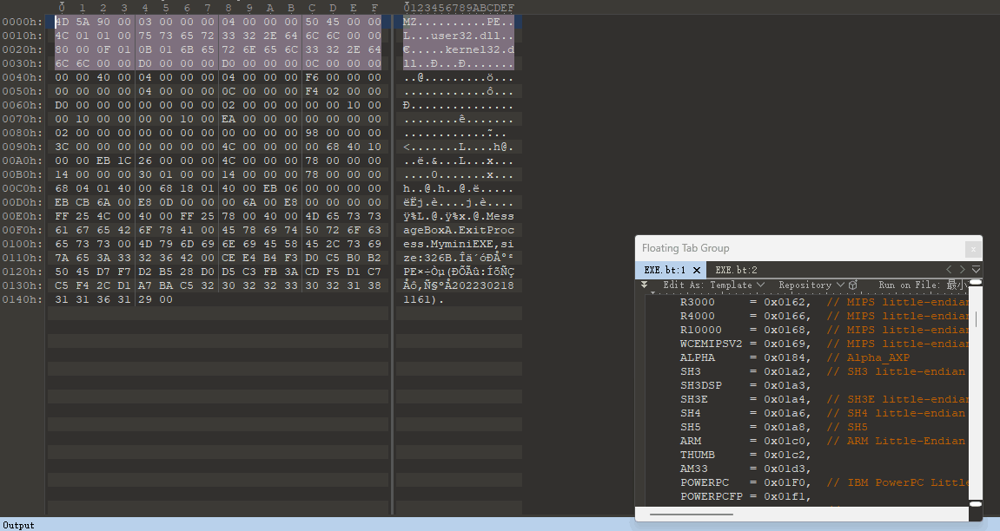 0 1 2 3 4 5 6 7 8 9 A B C D E F 0123456789ABCDEF
0000h: 4D 5A 90 00 03 00 00 00 04 00 00 00 50 45 00 00 MZ..........PE..
0010h: 4C 01 01 00 75 73 65 72 33 32 2E 64 6C 6C 00 00 L...user32.dll..
0020h: 80 00 0F 01 0B 01 6B 65 72 6E 65 6C 33 32 2E 64 €.....kernel32.d
0030h: 6C 6C 00 00 D0 00 00 00 D0 00 00 00 0C 00 00 00 ll..Ð...Ð.......
0040h: 00 00 40 00 04 00 00 00 04 00 00 00 F6 00 00 00 ..@.........ö...
0050h: 00 00 00 00 04 00 00 00 0C 00 00 00 F4 02 00 00 ............ô...
0060h: D0 00 00 00 00 00 00 00 02 00 00 00 00 00 10 00 Ð...............
0070h: 00 10 00 00 00 00 10 00 EA 00 00 00 00 00 00 00 ........ê.......
0080h: 02 00 00 00 00 00 00 00 00 00 00 00 98 00 00 00 ............˜...
0090h: 3C 00 00 00 00 00 00 00 4C 00 00 00 00 68 40 10 <.......L....h@.
00A0h: 00 00 EB 1C 26 00 00 00 4C 00 00 00 78 00 00 00 ..ë.&...L...x...
00B0h: 14 00 00 00 30 01 00 00 14 00 00 00 78 00 00 00 ....0.......x...
00C0h: 68 04 01 40 00 68 18 01 40 00 EB 06 00 00 00 00 h..@.h..@.ë.....
00D0h: EB CB 6A 00 E8 0D 00 00 00 6A 00 E8 00 00 00 00 ëËj.è....j.è....
00E0h: FF 25 4C 00 40 00 FF 25 78 00 40 00 4D 65 73 73 ÿ%L.@.ÿ%x.@.Mess
00F0h: 61 67 65 42 6F 78 41 00 45 78 69 74 50 72 6F 63 ageBoxA.ExitProc
0100h: 65 73 73 00 4D 79 6D 69 6E 69 45 58 45 2C 73 69 ess.MyminiEXE,si
0110h: 7A 65 3A 33 32 36 42 00 CE E4 B4 F3 D0 C5 B0 B2 ze:326B.Îä´óÐÅ°²
0120h: 50 45 D7 F7 D2 B5 28 D0 D5 C3 FB 3A CD F5 D1 C7 PE×÷Òµ(ÐÕÃû:ÍõÑÇ
0130h: C5 F4 2C D1 A7 BA C5 32 30 32 32 33 30 32 31 38 Åô,Ñ§ºÅ202230218
0140h: 31 31 36 31 29 00 1161).
Floating Tab Group
EXE.bt:1 EXE.bt:2
Edit As: Template Repository Run on File: 最小
R3000 = 0x0162, // MIPS little-endian
R4000 = 0x0166, // MIPS little-endian
R10000 = 0x0168, // MIPS little-endian
WCEMIPSV2 = 0x0169, // MIPS little-endian
ALPHA = 0x0184, // Alpha_AXP
SH3 = 0x01a2, // SH3 little-endian
SH3DSP = 0x01a3,
SH3E = 0x01a4, // SH3E little-endian
SH4 = 0x01a6, // SH4 little-endian
SH5 = 0x01a8, // SH5
ARM = 0x01c0, // ARM Little-Endian
THUMB = 0x01c2,
AM33 = 0x01d3,
POWERPC = 0x01F0, // IBM PowerPC Little
POWERPCFP = 0x01f1,
Output